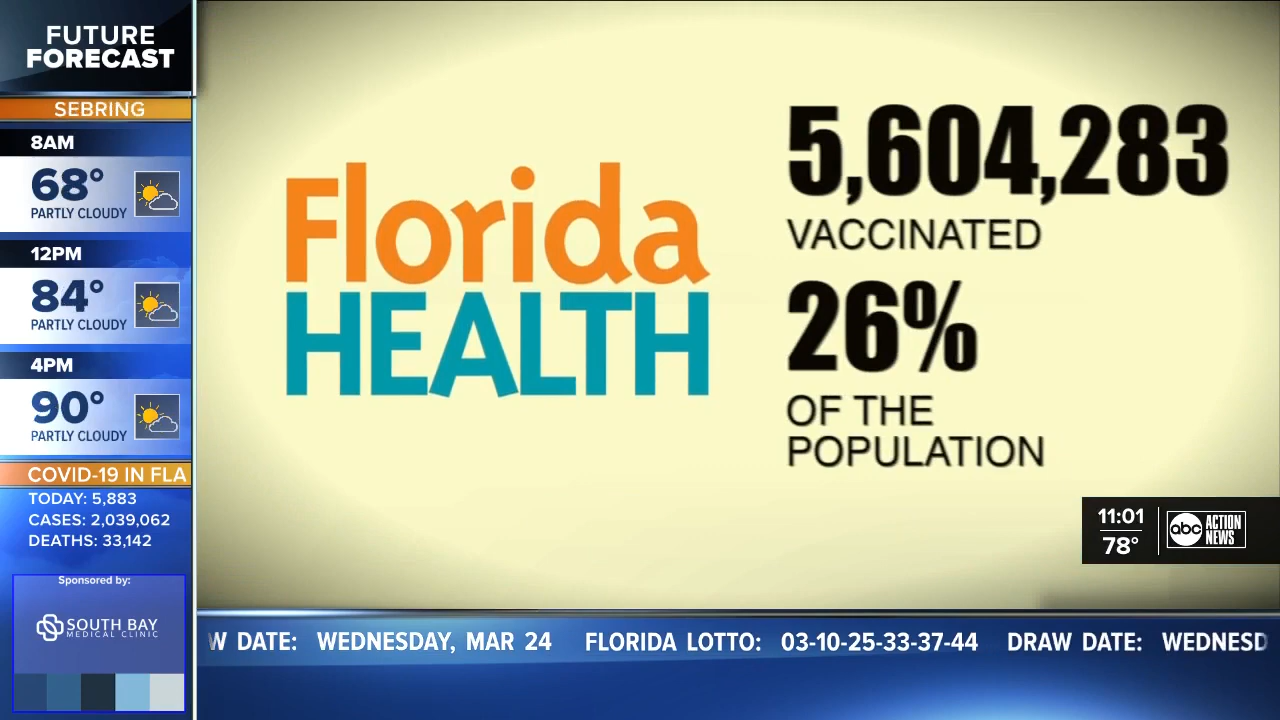 FUTURE
FORECAST
SEBRING
8AM
68°
PARTLY CLOUDY
12PM
84°
PARTLY CLOUDY
4PM
90°
PARTLY CLOUDY
COVID-19 IN FLA
TODAY: 5,883
CASES: 2,039,062
DEATHS: 33,142
Sponsored by:
SOUTH BAY
MEDICAL CLINIC
Florida
HEALTH
5,604,283
VACCINATED
26%
OF THE
POPULATION
11:01
78°
abc
ACTION
NEWS
W DATE: WEDNESDAY, MAR 24 FLORIDA LOTTO: 03-10-25-33-37-44 DRAW DATE: WEDNESD